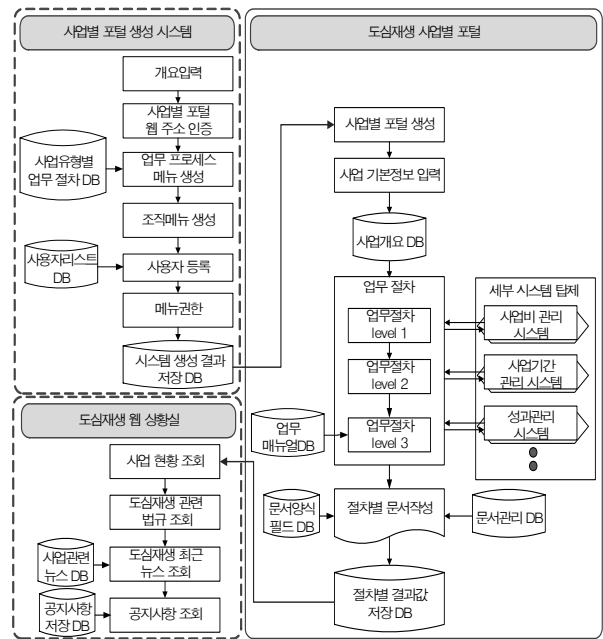 사업별 포털 생성 시스템
개요입력
사업별 포털
웹 주소 인증
사업유형별
업무 절차 DB
업무 프로세스
메뉴 생성
조직메뉴 생성
사용자리스트
DB
사용자 등록
메뉴권한
시스템 생성 결과
저장 DB
도심재생 웹 상황실
사업 현황 조회
도심재생 관련
법규 조회
사업관련
뉴스 DB
도심재생 최근
뉴스 조회
공지사항
저장 DB
공지사항 조회
도심재생 사업별 포털
사업별 포털 생성
사업 기본정보 입력
사업개요 DB
업무 절차
업무절차
level 1
업무절차
level 2
업무절차
level 3
업무
매뉴얼DB
세부 시스템 탑제
사업비 관리
시스템
사업기간
관리 시스템
성과관리
시스템
문서양식
필드 DB
절차별 문서작성
문서관리 DB
절차별 결과값
저장 DB